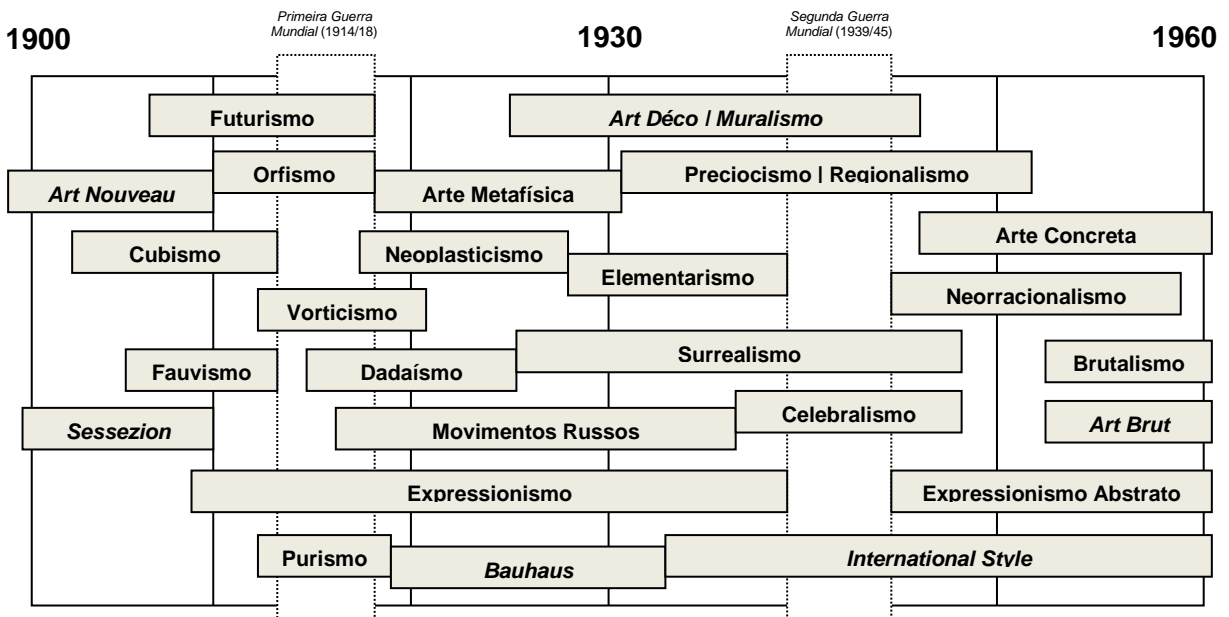 Primeira Guerra
Mundial (1914/18)
Segunda Guerra
Mundial (1939/45)
1900
1930
1960
Futurismo
Art Déco / Muralismo
Orfismo
Preciocismo | Regionalismo
Art Nouveau
Arte Metafísica
Arte Concreta
Cubismo
Neoplasticismo
Elementarismo
Neorracionalismo
Vorticismo
Surrealismo
Brutalismo
Fauvismo
Dadaísmo
Celebralismo
Art Brut
Sessezion
Movimentos Russos
Expressionismo
Expressionismo Abstrato
Purismo
Bauhaus
International Style